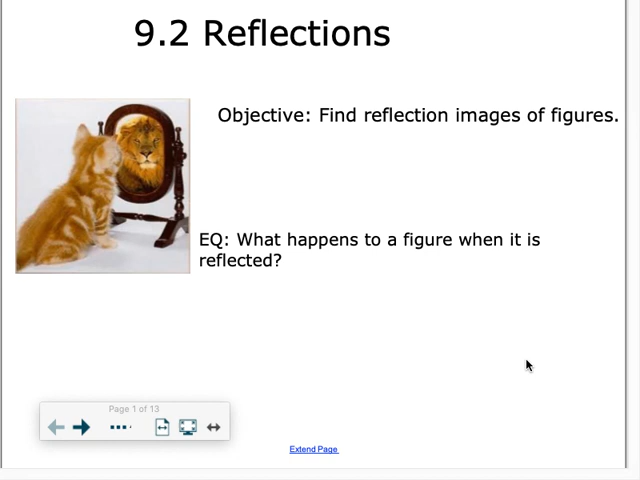 9.2 Reflections
Objective: Find reflection images of figures.
EQ: What happens to a figure when it is
reflected?
Page 1 of 13
Extend Page